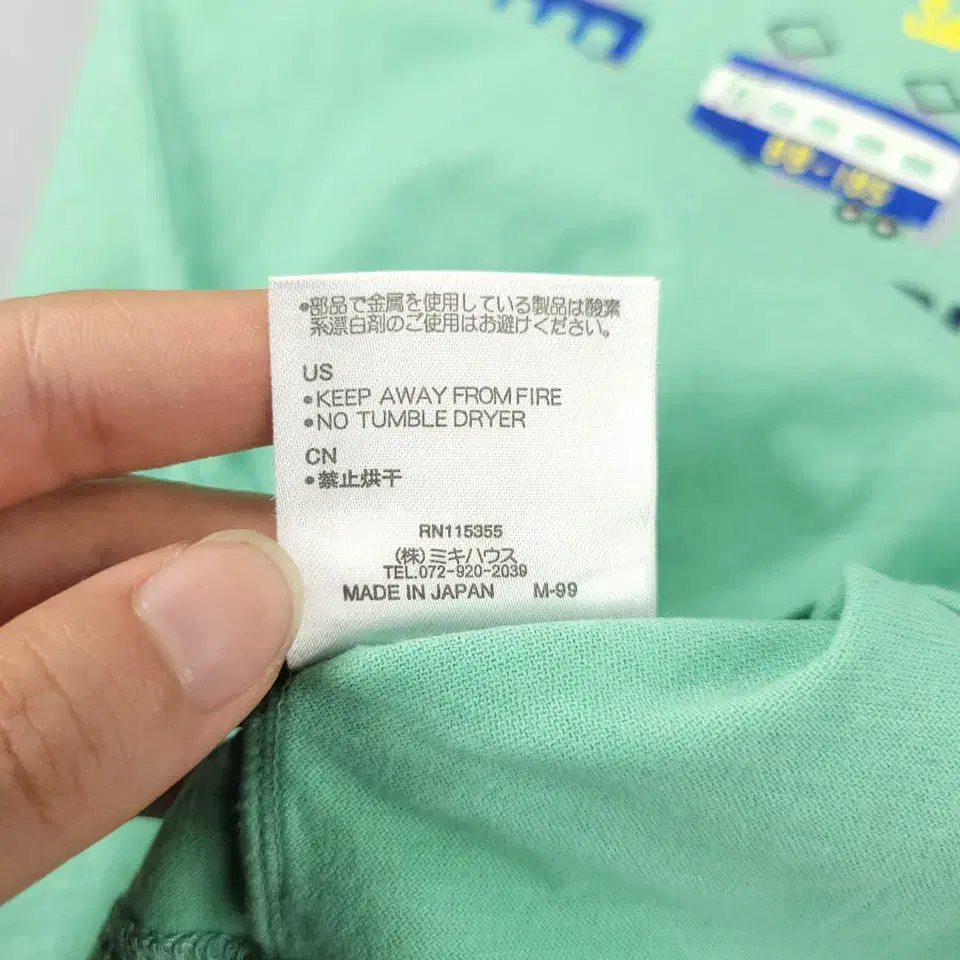 •部品で金属を使用している製品は酸素
系漂白剤のご使用はお避けください。
US
•KEEP AWAY FROM FIRE
•NO TUMBLE DRYER
CN
•禁止烘干
RN115355
(株)ミキハウス
TEL.072-920-2039
MADE IN JAPAN M-99